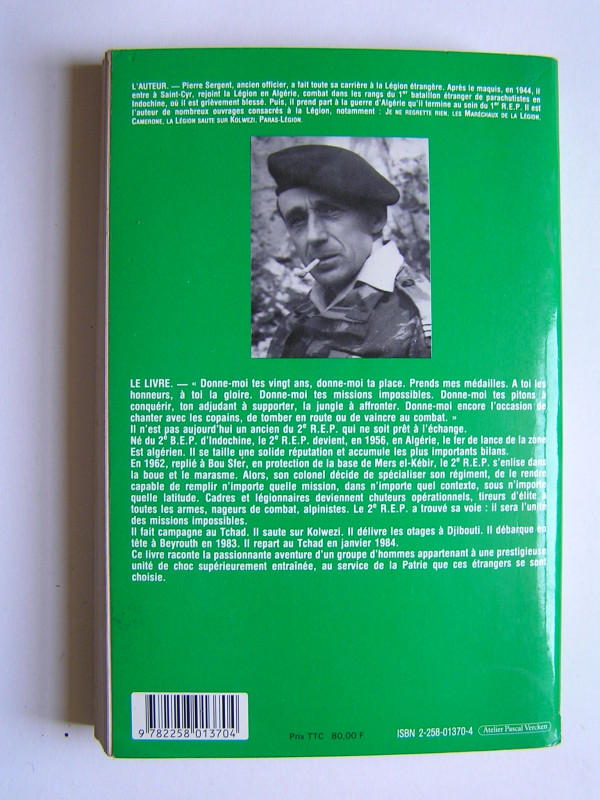 L'AUTEUR. — Pierre Sergent, ancien officier, a fait toute sa carrière à la Légion étrangère. Après le maquis, en 1944, il
entre à Saint-Cyr, rejoint la Légion en Algérie, combat dans les rangs du 1er bataillon étranger de parachutistes en
Indochine, où il est grièvement blessé. Puis, il prend part à la guerre d'Algérie qu'il termine au sein du 1er R.E.P. Il est
l'auteur de nombreux ouvrages consacrés à la Légion, notamment : JE NE REGRETTE RIEN, LES MARÉCHAUX DE LA LÉGION,
CAMERONE, LA LÉGION SAUTE SUR KOLWEZI, PARAS-LÉGION.
LE LIVRE. — « Donne-moi tes vingt ans, donne-moi ta place. Prends mes médailles. A toi les
honneurs, à toi la gloire. Donne-moi tes missions impossibles. Donne-moi tes pitons à
conquérir, ton adjudant à supporter, la jungle à affronter. Donne-moi encore l'occasion de
chanter avec les copains, de tomber en route ou de vaincre au combat. »
Il n'est pas aujourd'hui un ancien du 2e R.E.P. qui ne soit prêt à l'échange.
Né du 2e B.E.P. d'Indochine, le 2e R.E.P. devient, en 1956, en Algérie, le fer de lance de la zone
Est algérien. Il se taille une solide réputation et accumule les plus importants bilans.
En 1962, replié à Bou Sfer, en protection de la base de Mers el-Kébir, le 2e R.E.P. s'enlise dans
la boue et le marasme. Alors, son colonel décide de spécialiser son régiment, de le rendre
capable de remplir n'importe quelle mission, dans n'importe quel contexte, sous n'importe
quelle latitude. Cadres et légionnaires deviennent chuteurs opérationnels, tireurs d'élite à
toutes les armes, nageurs de combat, alpinistes. Le 2e R.E.P. a trouvé sa voie : il sera l'unité
des missions impossibles.
Il fait campagne au Tchad. Il saute sur Kolwezi. Il délivre les otages à Djibouti. Il débarque en
tête à Beyrouth en 1983. Il repart au Tchad en janvier 1984.
Ce livre raconte la passionnante aventure d'un groupe d'hommes appartenant à une prestigieuse
unité de choc supérieurement entraînée, au service de la Patrie que ces étrangers se sont
choisie.
9 782258 013704
Prix TTC 80,00 F
ISBN 2-258-01370-4
Atelier Pascal Vercken